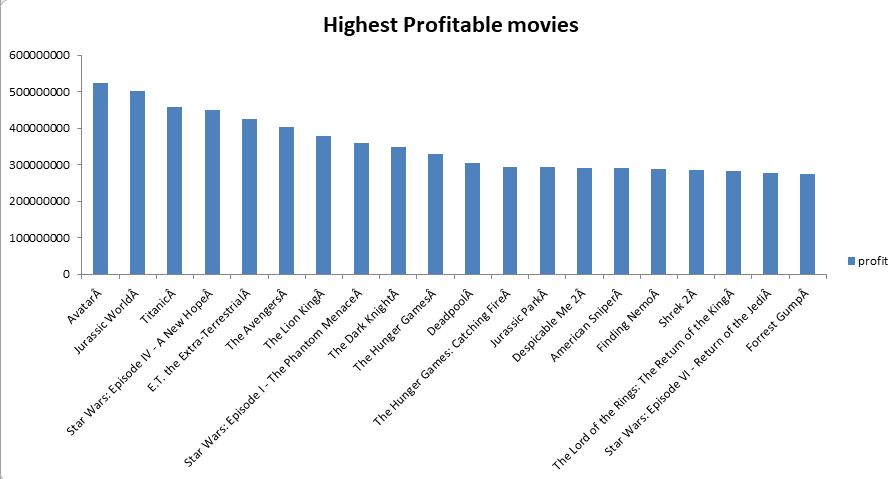 Highest Profitable movies
600000000
500000000
400000000
300000000
200000000
100000000
0
AvatarÂ
Jurassic WorldÂ
TitanicÂ
Star Wars: Episode IV - A New HopeÂ
E.T. the Extra-TerrestrialÂ
The AvengersÂ
The Lion KingÂ
Star Wars: Episode I - The Phantom MenaceÂ
The Dark KnightÂ
The Hunger GamesÂ
DeadpoolÂ
The Hunger Games: Catching FireÂ
Jurassic ParkÂ
Despicable Me 2Â
American SniperÂ
Finding NemoÂ
Shrek 2Â
The Lord of the Rings: The Return of the KingÂ
Star Wars: Episode VI - Return of the JediÂ
Forrest GumpÂ
profit